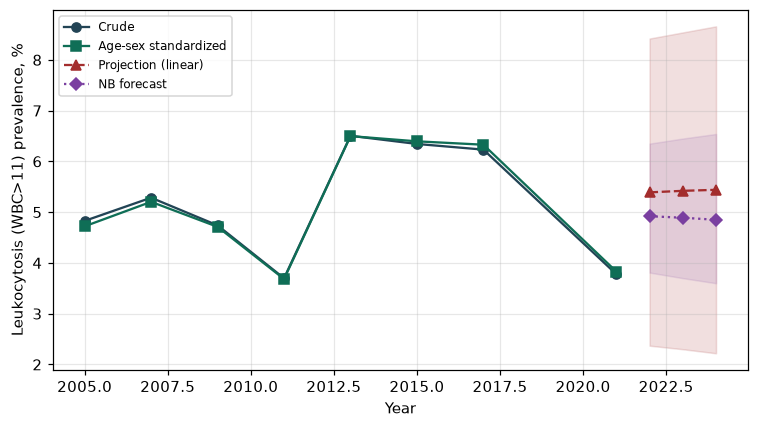 Crude
Age-sex standardized
Projection (linear)
NB forecast
Leukocytosis (WBC>11) prevalence, %
8
7
6
5
4
3
2
2005.0 2007.5 2010.0 2012.5 2015.0 2017.5 2020.0 2022.5
Year